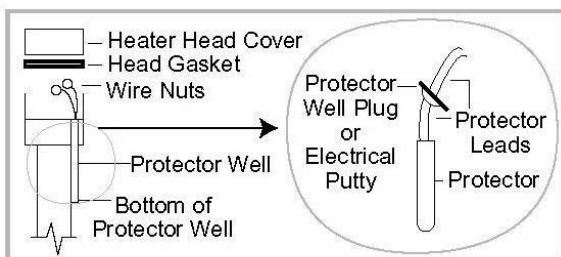 Heater Head Cover
Head Gasket
Wire Nuts
Protector Well
Bottom of
Protector Well
Protector
Well Plug
or
Electrical
Putty
Protector
Leads
Protector